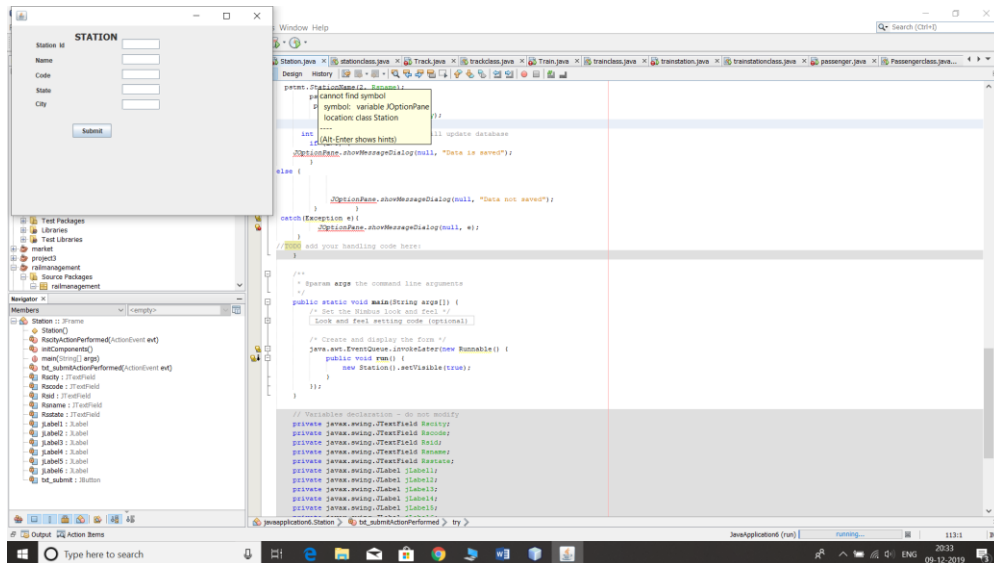 STATION
Station Id
Name
Code
State
City
Submit
Window Help
Search (Ctrl+I)
Station.java × stationclass.java × Track.java × trackclass.java × Train.java × trainclass.java × trainstation.java × trainstationclass.java × passenger.java × Passengerclass.java...
Design History
pstmt.StationName(2, Rsname);
cannot find symbol
symbol: variable JOptionPane
location: class Station
----
(Alt-Enter shows hints)
int
ll update database
JOptionPane.showMessageDialog(null, "Data is saved");
}
else {
JOptionPane.showMessageDialog(null, "Data not saved");
} }
catch(Exception e){
JOptionPane.showMessageDialog(null, e);
}
//TODO add your handling code here:
}
/**
* @param args the command line arguments
*/
public static void main(String args[]) {
/* Set the Nimbus look and feel */
Look and feel setting code (optional)
/* Create and display the form */
java.awt.EventQueue.invokeLater(new Runnable() {
public void run() {
new Station().setVisible(true);
}
});
}
// Variables declaration - do not modify
private javax.swing.JTextField Rscity;
private javax.swing.JTextField Rscode;
private javax.swing.JTextField Rsid;
private javax.swing.JTextField Rsname;
private javax.swing.JTextField Rsstate;
private javax.swing.JLabel jLabel1;
private javax.swing.JLabel jLabel2;
private javax.swing.JLabel jLabel3;
private javax.swing.JLabel jLabel4;
private javax.swing.JLabel jLabel5;
Test Packages
Libraries
Test Libraries
market
project3
railmanagement
Source Packages
railmanagement
Navigator ×
Members <empty>
Station :: JFrame
Station()
RscityActionPerformed(ActionEvent evt)
initComponents()
main(String[] args)
txt_submitActionPerformed(ActionEvent evt)
Rscity : JTextField
Rscode : JTextField
Rsid : JTextField
Rsname : JTextField
Rsstate : JTextField
jLabel1 : JLabel
jLabel2 : JLabel
jLabel3 : JLabel
jLabel4 : JLabel
jLabel5 : JLabel
jLabel6 : JLabel
txt_submit : JButton
javaapplication6.Station txt_submitActionPerformed try
Output Action Items
JavaApplication6 (run) running... 113:1
Type here to search
ENG
20:33
09-12-2019